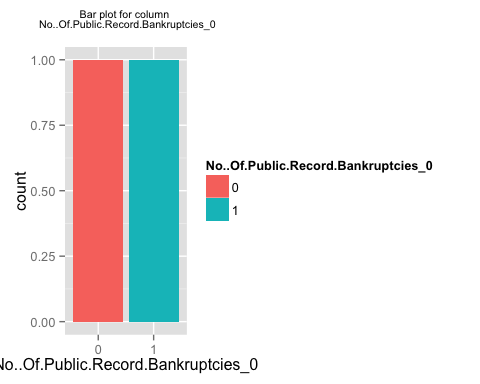 Bar plot for column
No..Of.Public.Record.Bankruptcies_0
1.00
0.75
0.50
0.25
0.00
count
0
1
No..Of.Public.Record.Bankruptcies_0
No..Of.Public.Record.Bankruptcies_0
0
1